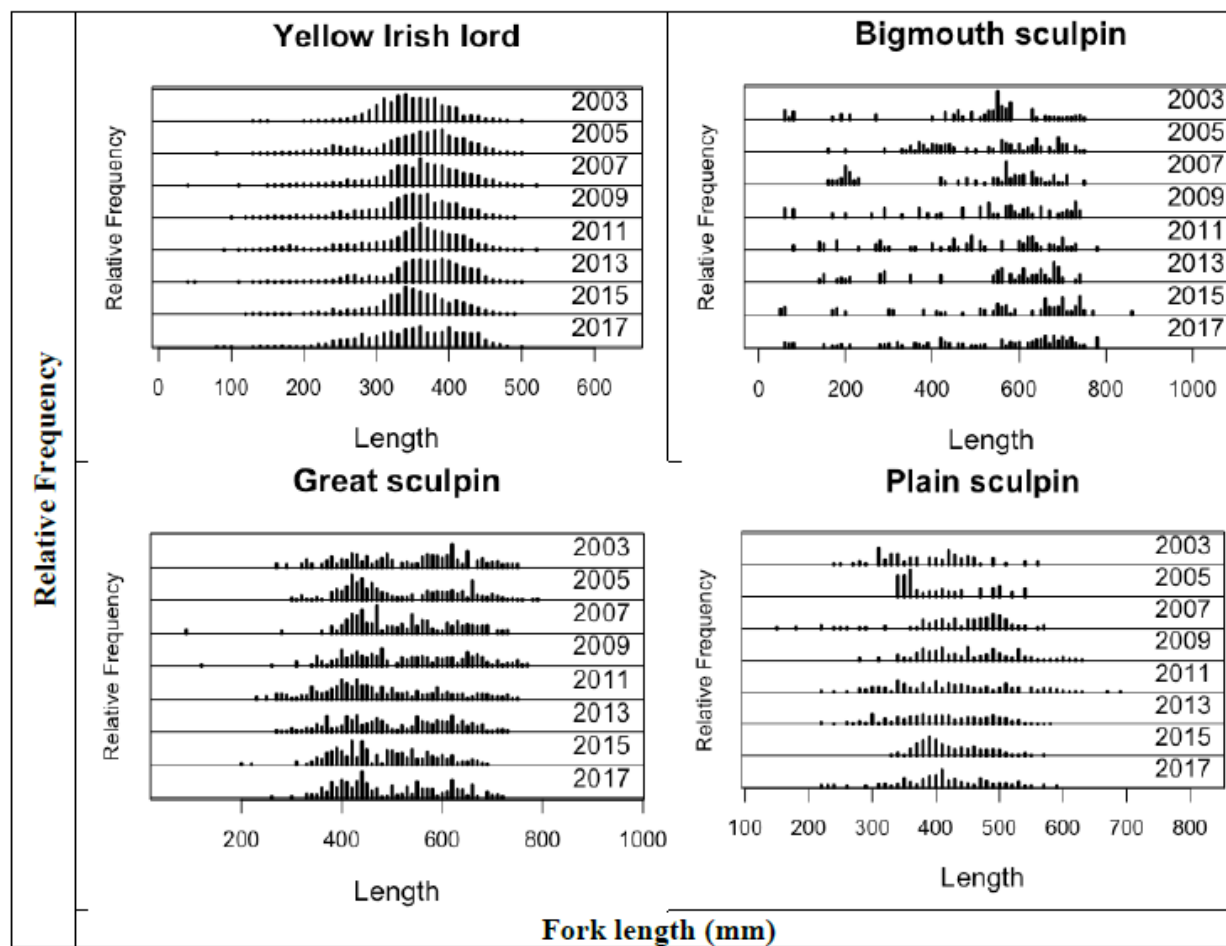 Relative Frequency
Yellow Irish lord
Relative Frequency
2003
2005
2007
2009
2011
2013
2015
2017
0 100 200 300 400 500 600
Length
Bigmouth sculpin
Relative Frequency
2003
2005
2007
2009
2011
2013
2015
2017
0 200 400 600 800 1000
Length
Great sculpin
Relative Frequency
2003
2005
2007
2009
2011
2013
2015
2017
200 400 600 800 1000
Length
Plain sculpin
Relative Frequency
2003
2005
2007
2009
2011
2013
2015
2017
100 200 300 400 500 600 700 800
Length
Fork length (mm)